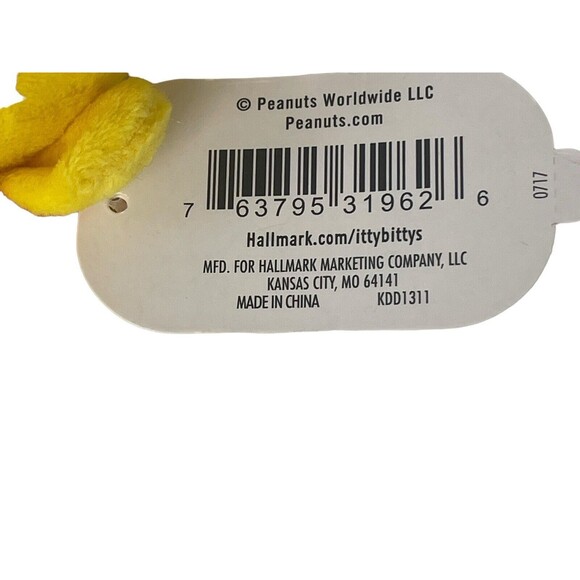 © Peanuts Worldwide LLC
Peanuts.com
7 63795 31962 6
Hallmark.com/ittybittys
MFD. FOR HALLMARK MARKETING COMPANY, LLC
KANSAS CITY, MO 64141
MADE IN CHINA KDD1311
0717